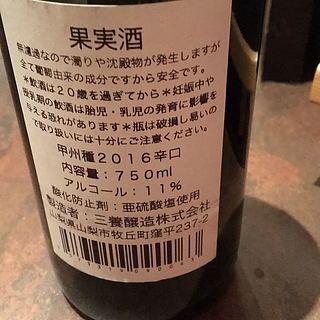 果実酒
無濾過なので濁りや沈殿物が発生しますが
全て葡萄由来の成分ですから安全です。
＊飲酒は20歳を過ぎてから＊妊娠中や
授乳期の飲酒は胎児・乳児の発育に影響を
与える恐れがあります＊瓶は破損し易いの
で取り扱いには十分にご注意ください。
甲州種2016辛口
内容量：750ml
アルコール：11%
酸化防止剤：亜硫酸塩使用
製造者：三養醸造株式会社
山梨県山梨市牧丘町窪平237-2